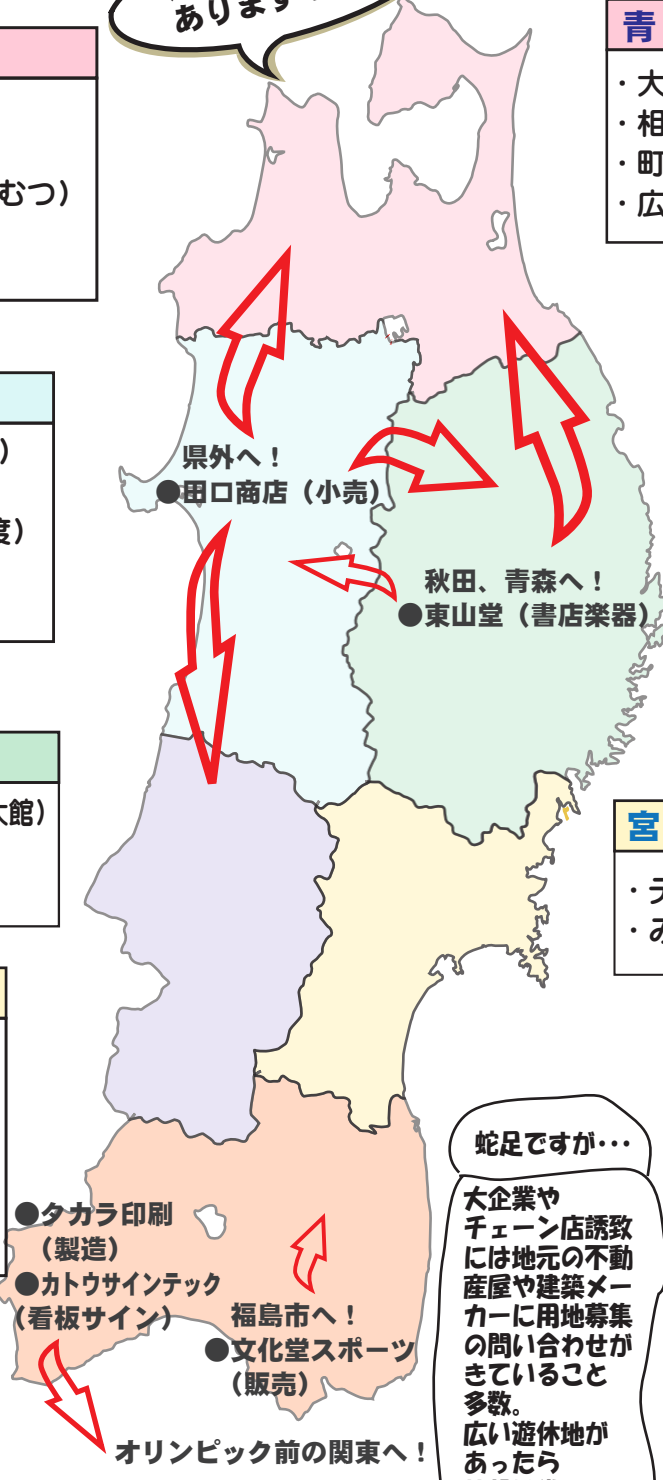 あります
青
・大
・相
・町
・広
むつ）
）
度）
県外へ！
●田口商店（小売）
秋田、青森へ！
●東山堂（書店楽器）
大館）
宮
・み
●タカラ印刷
（製造）
●カトウサインテック
（看板サイン）
福島市へ！
●文化堂スポーツ
（販売）
オリンピック前の関東へ！
蛇足ですが・・・
大企業や
チェーン店誘致
には地元の不動
産屋や建築メー
カーに用地募集
の問い合わせが
きていること
多数。
広い遊休地が
あったら